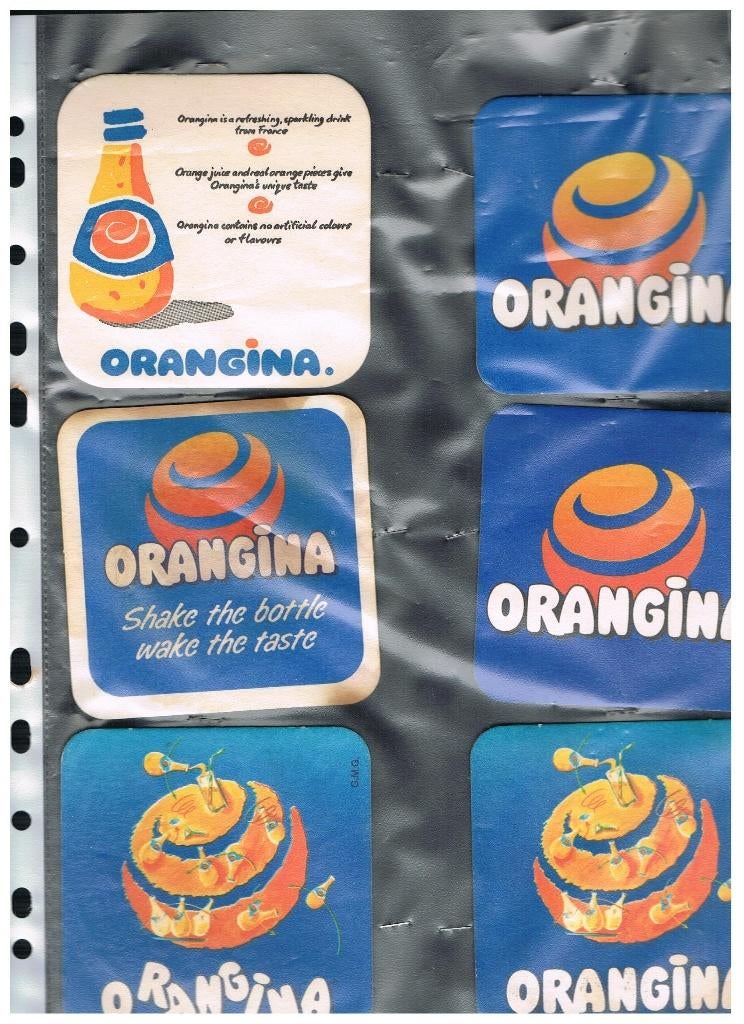 Orangina is a refreshing, sparkling drink
from France
Orange juice and real orange pieces give
Orangina's unique taste
Orangina contains no artificial colours
or flavours
ORANGINA.
ORANGINA
ORANGINA
Shake the bottle
wake the taste
ORANGINA
G.M.G.
ORANGINA
ORANGINA